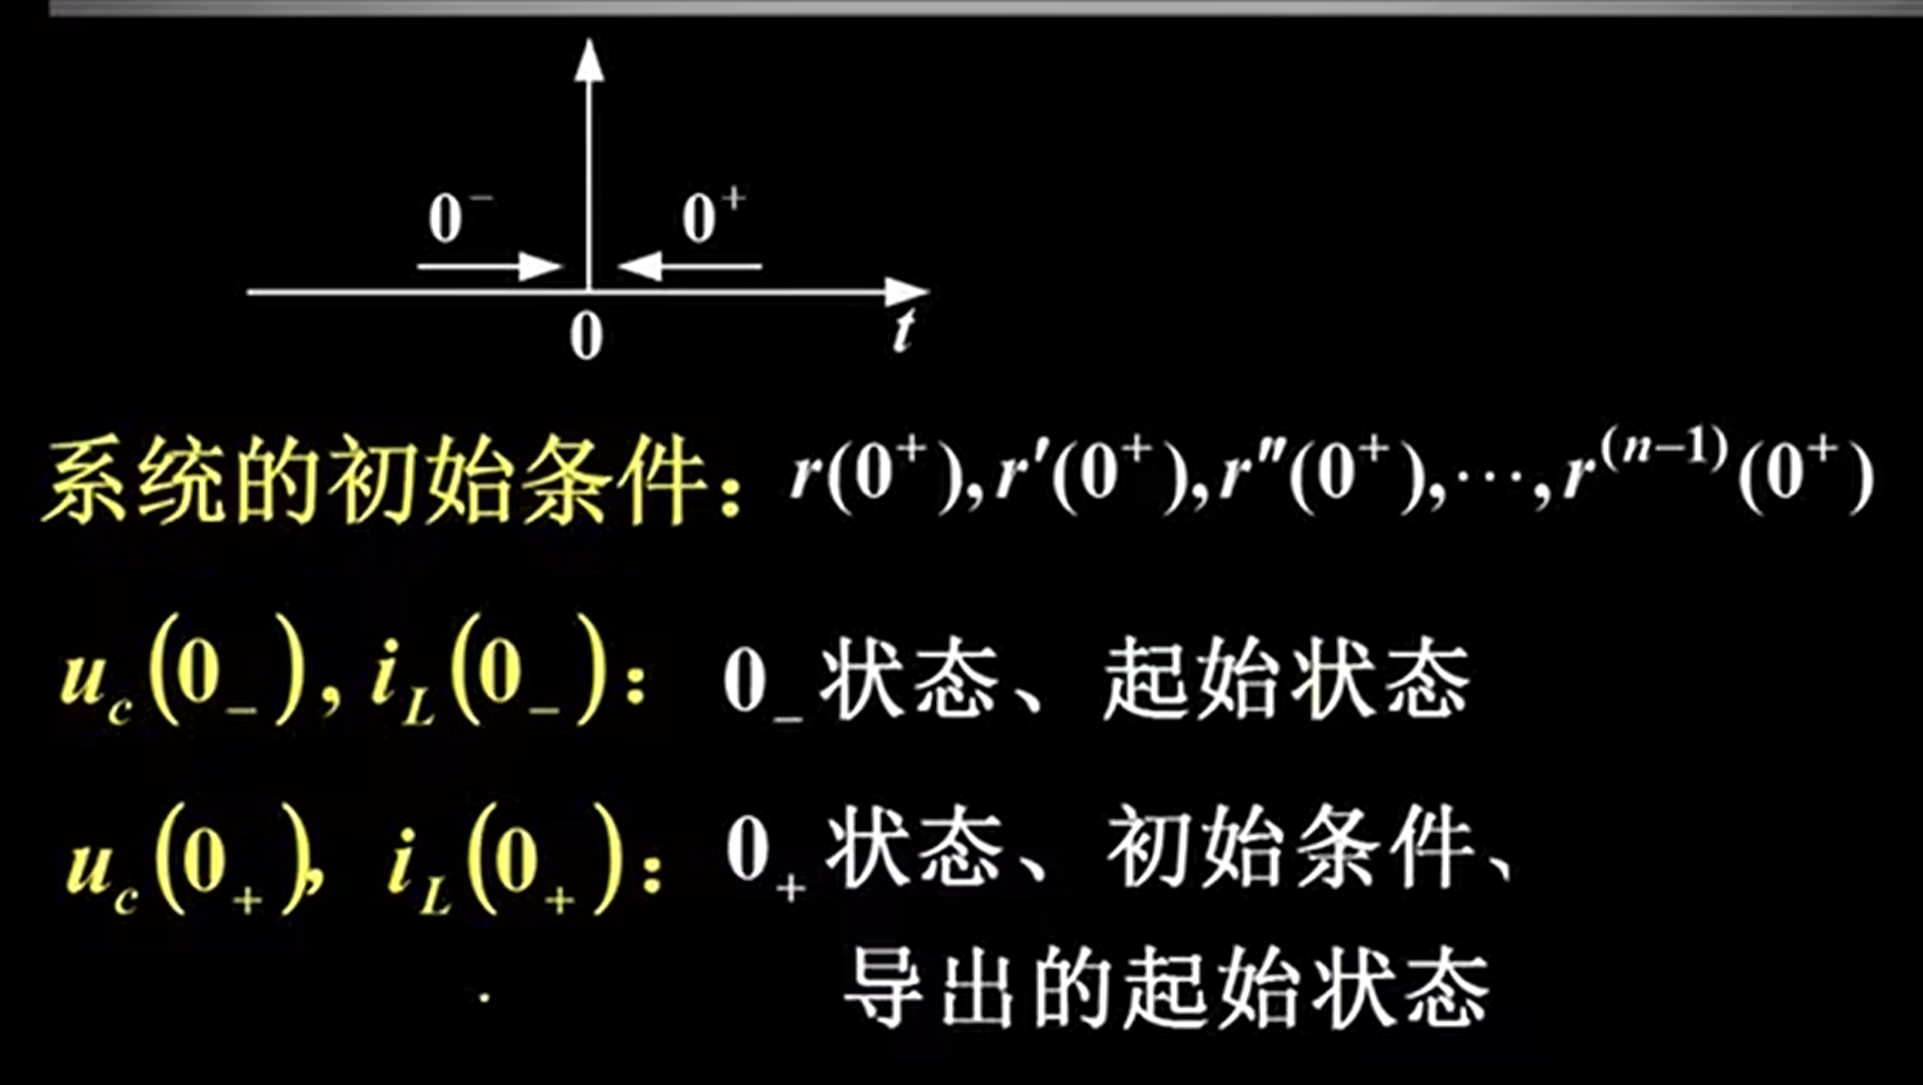 0⁻ 0⁺
0 t
系统的初始条件：r(0⁺),r′(0⁺),r″(0⁺),⋯,r⁽ⁿ⁻¹⁾(0⁺)
u_c(0_−),i_L(0_−)：0_−状态、起始状态
u_c(0_+),i_L(0_+)：0_+状态、初始条件、
导出的起始状态